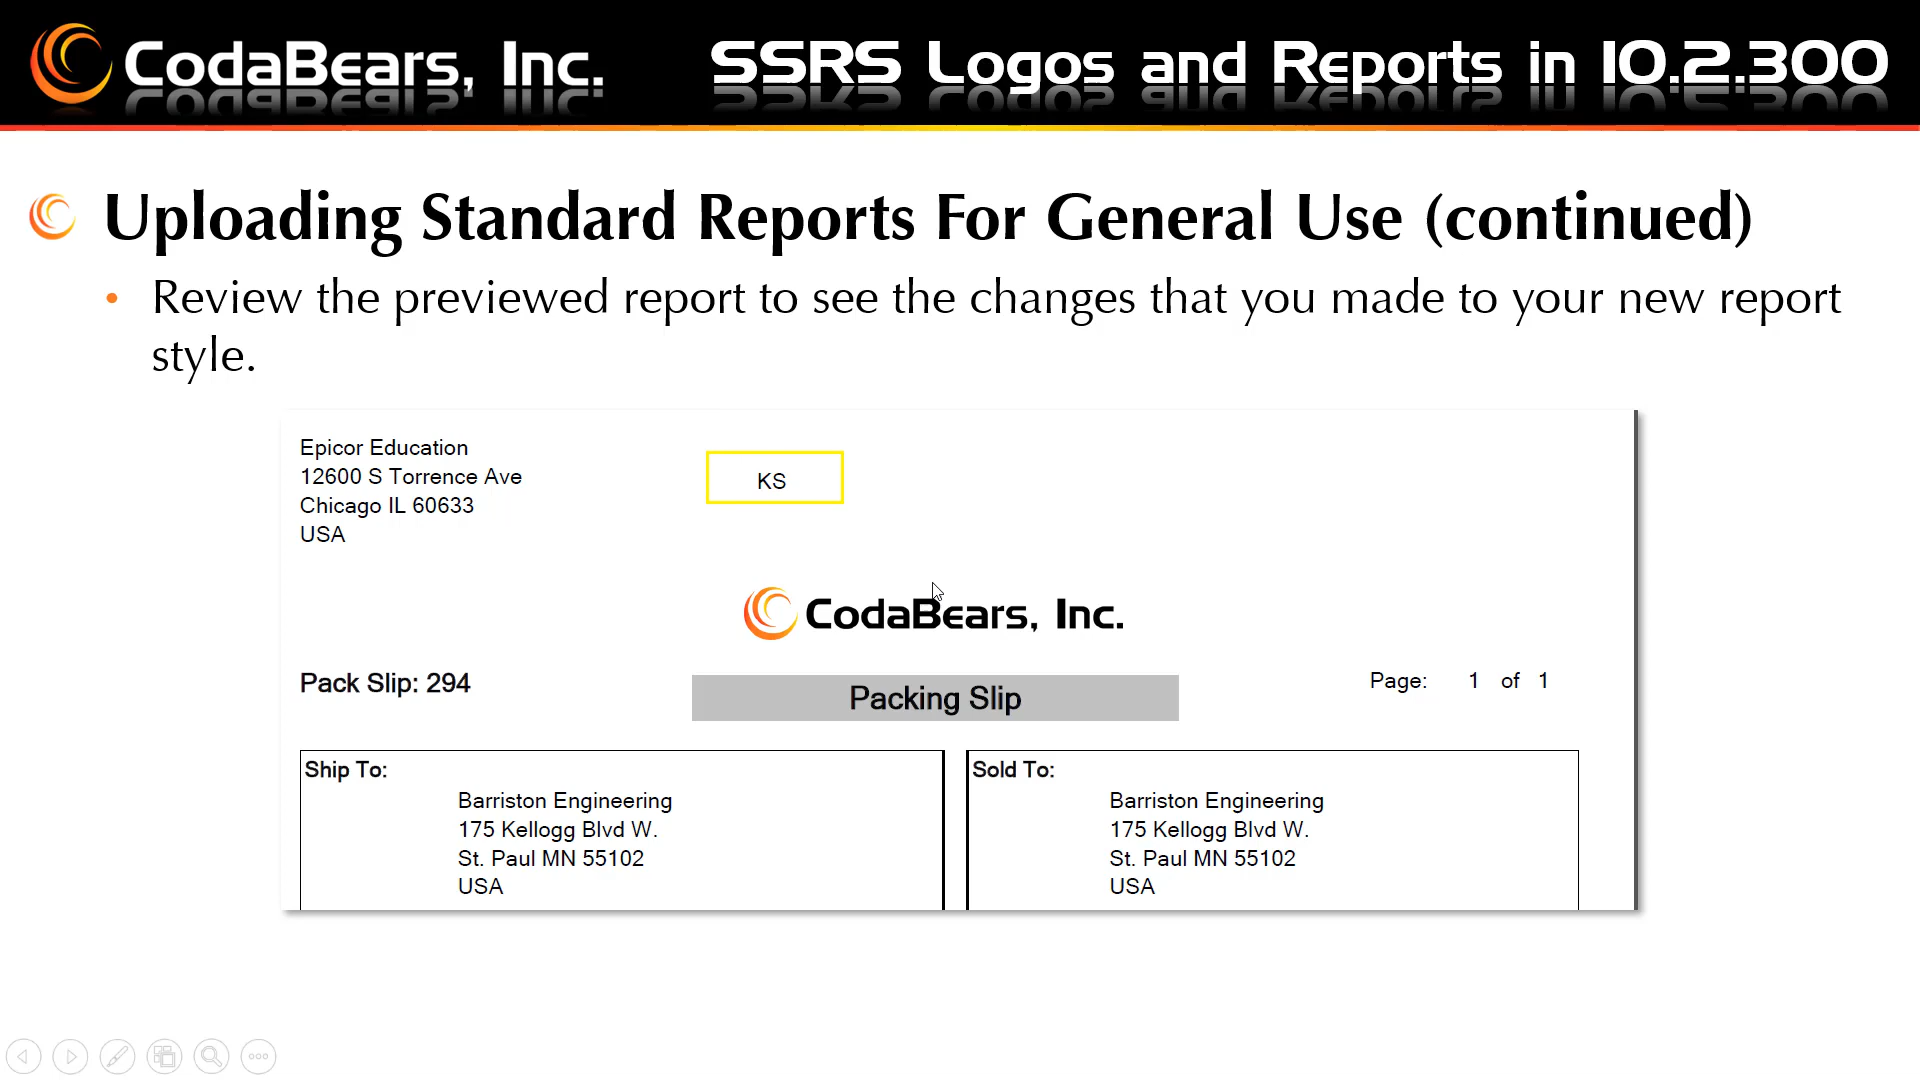 CodaBears, Inc.
SSRS Logos and Reports in 10.2.300
Uploading Standard Reports For General Use (continued)
• Review the previewed report to see the changes that you made to your new report
style.
Epicor Education
12600 S Torrence Ave
Chicago IL 60633
USA
KS
CodaBears, Inc.
Pack Slip: 294
Packing Slip
Page: 1 of 1
Ship To:
Barriston Engineering
175 Kellogg Blvd W.
St. Paul MN 55102
USA
Sold To:
Barriston Engineering
175 Kellogg Blvd W.
St. Paul MN 55102
USA